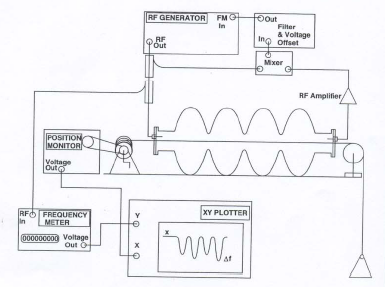 RF GENERATOR
FM
In
RF
Out
Out
Filter
& Voltage
Offset
In
Mixer
RF Amplifier
POSITION
MONITOR
Voltage
Out
RF
In
FREQUENCY
METER
000000000
Voltage
Out
Y
X
XY PLOTTER
X
Δf